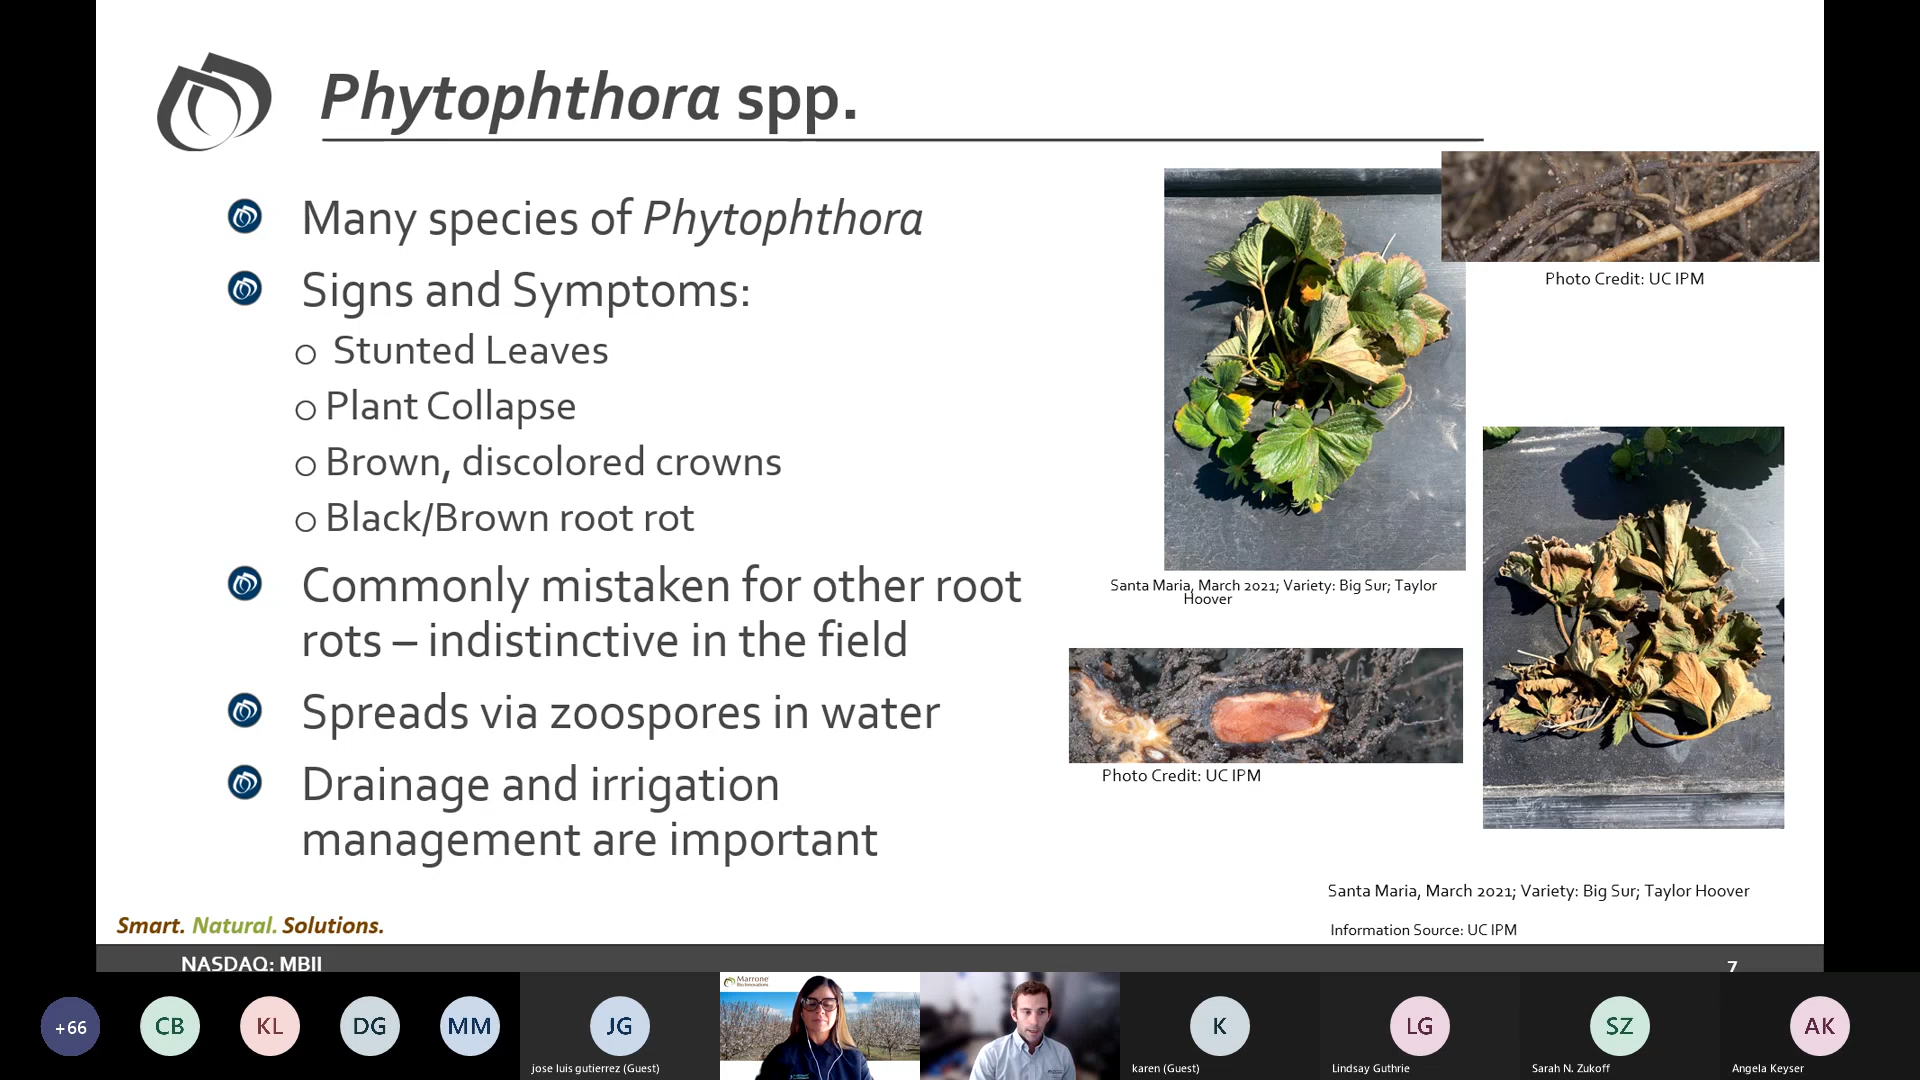 Phytophthora spp.
Many species of Phytophthora
Signs and Symptoms:
Stunted Leaves
Plant Collapse
Brown, discolored crowns
Black/Brown root rot
Commonly mistaken for other root
rots – indistinctive in the field
Spreads via zoospores in water
Drainage and irrigation
management are important
Photo Credit: UC IPM
Santa Maria, March 2021; Variety: Big Sur; Taylor
Hoover
Photo Credit: UC IPM
Santa Maria, March 2021; Variety: Big Sur; Taylor Hoover
Information Source: UC IPM
Smart. Natural. Solutions.
NASDAQ: MBII
7
+66
CB
KL
DG
MM
JG
jose luis gutierrez (Guest)
Marrone
Bio Innovations
K
karen (Guest)
LG
Lindsay Guthrie
SZ
Sarah N. Zukoff
AK
Angela Keyser